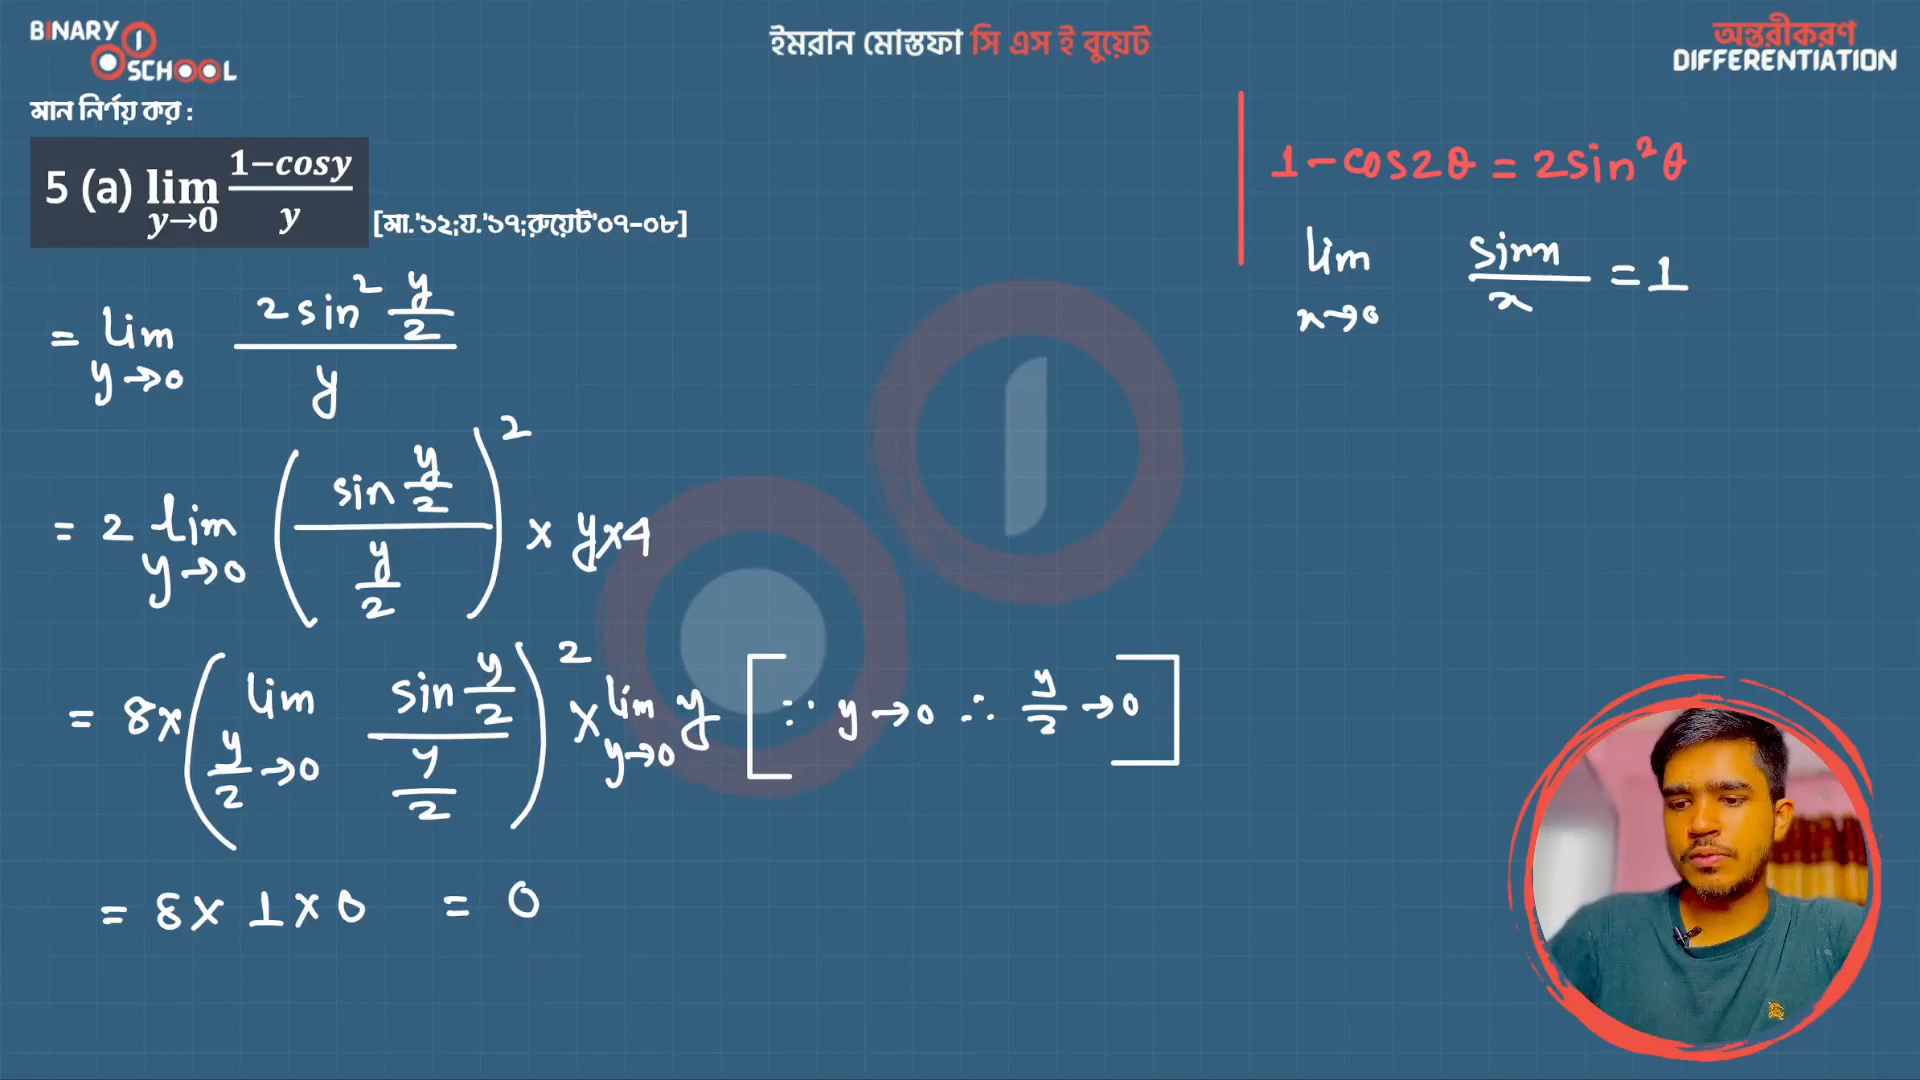 BINARY SCHOOL
ইমরান মোস্তফা সি এস ই বুয়েট
অন্তরীকরণ
DIFFERENTIATION
মান নির্ণয় কর :
5 (a) lim y→0 (1−cosy)/y [মা.'১২;য.'১৭;রুয়েট'০৭-০৮]
1 - cos2θ = 2sin²θ
lim x→0 sinx/x = 1
= lim y→0 (2 sin² y/2)/y
= 2 lim y→0 ((sin y/2)/(y/2))² × y×4
= 8×(lim y/2→0 (sin y/2)/(y/2))² × lim y→0 y [∵ y→0 ∴ y/2→0]
= 8× 1×0 = 0